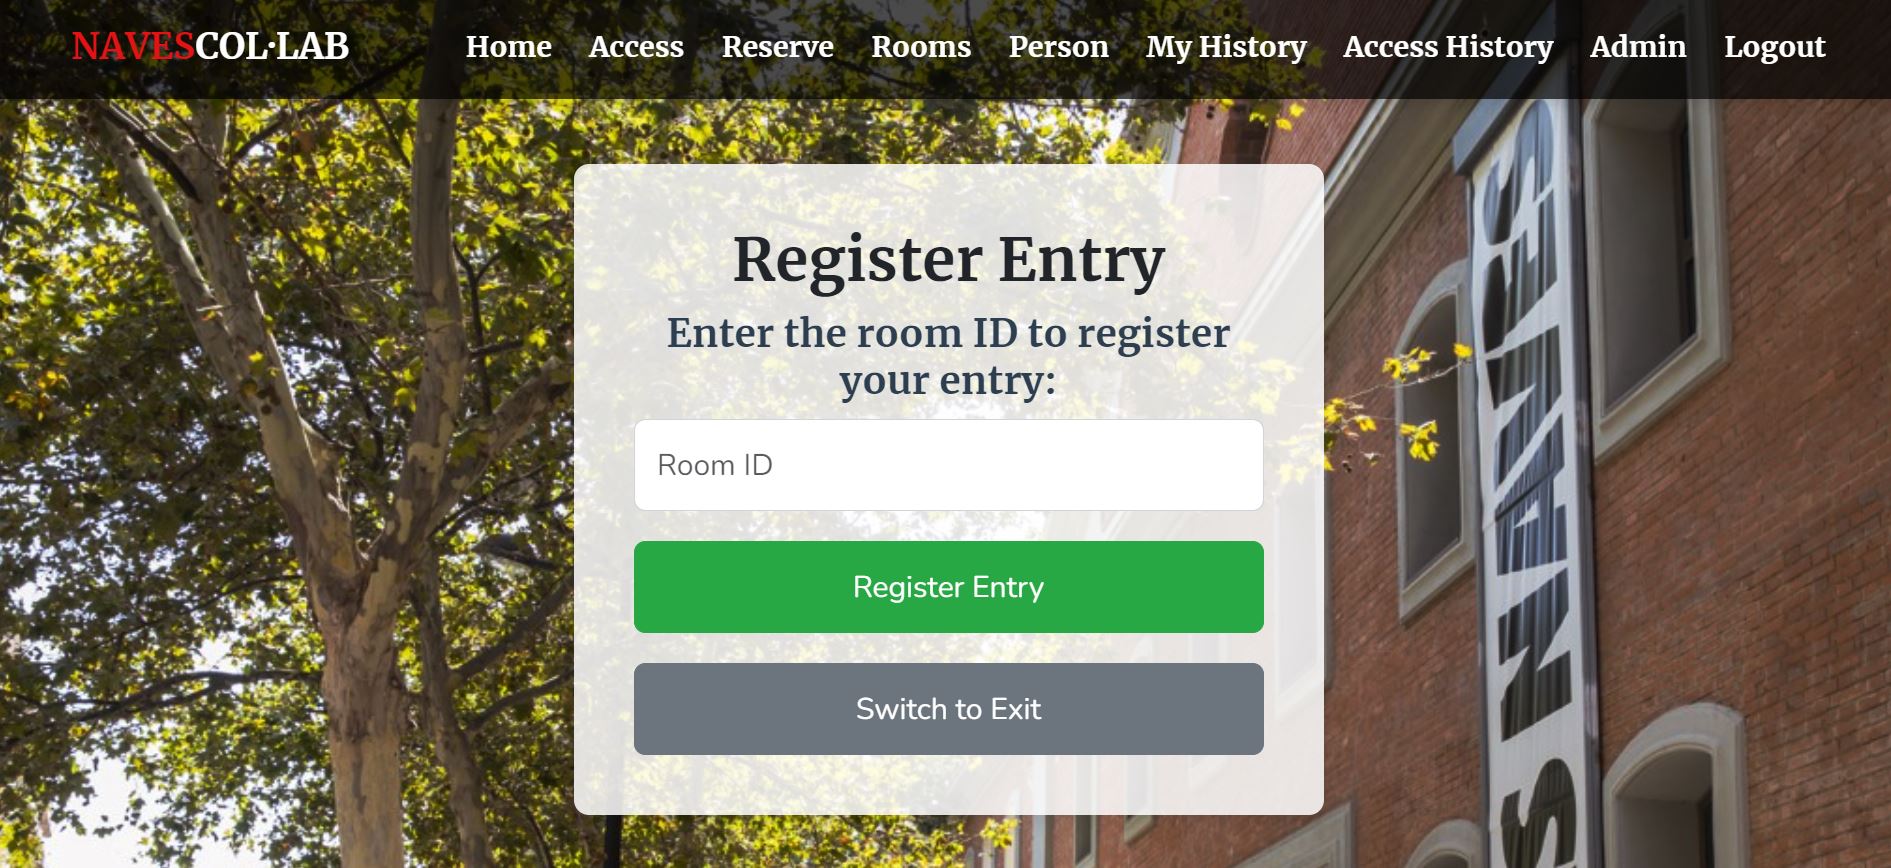 NAVESCOL·LAB Home Access Reserve Rooms Person My History Access History Admin Logout
Register Entry
Enter the room ID to register
your entry:
Room ID
Register Entry
Switch to Exit